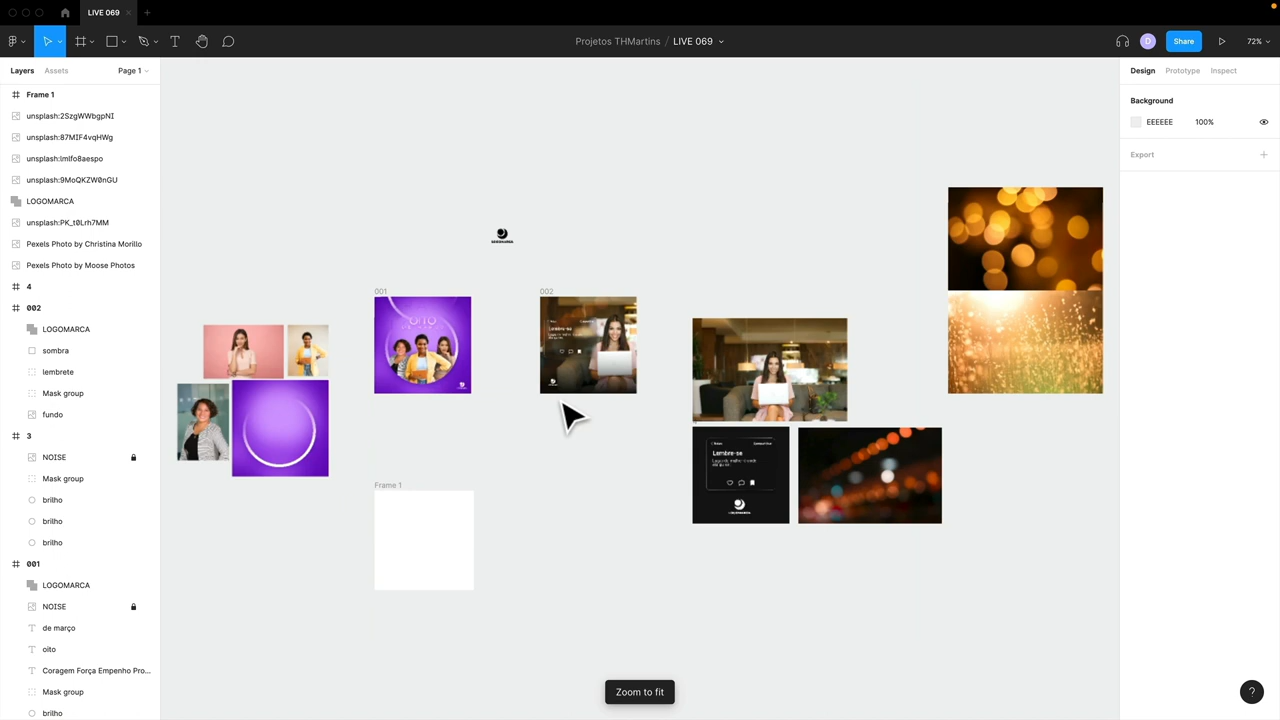 LIVE 069
Projetos THMartins / LIVE 069
D
Share
72%
Layers
Assets
Page 1
Frame 1
unsplash:2SzgWWbgpNI
unsplash:87MIF4vqHWg
unsplash:lmlfo8aespo
unsplash:9MoQKZW0nGU
LOGOMARCA
unsplash:PK_t0Lrh7MM
Pexels Photo by Christina Morillo
Pexels Photo by Moose Photos
4
002
LOGOMARCA
sombra
lembrete
Mask group
fundo
3
NOISE
Mask group
brilho
brilho
brilho
001
LOGOMARCA
NOISE
de março
oito
Coragem Força Empenho Pro...
Mask group
brilho
001
002
oito
Lembre-se
Frame 1
Lembre-se
LOGOMARCA
Zoom to fit
Design
Prototype
Inspect
Background
EEEEEE
100%
Export
?